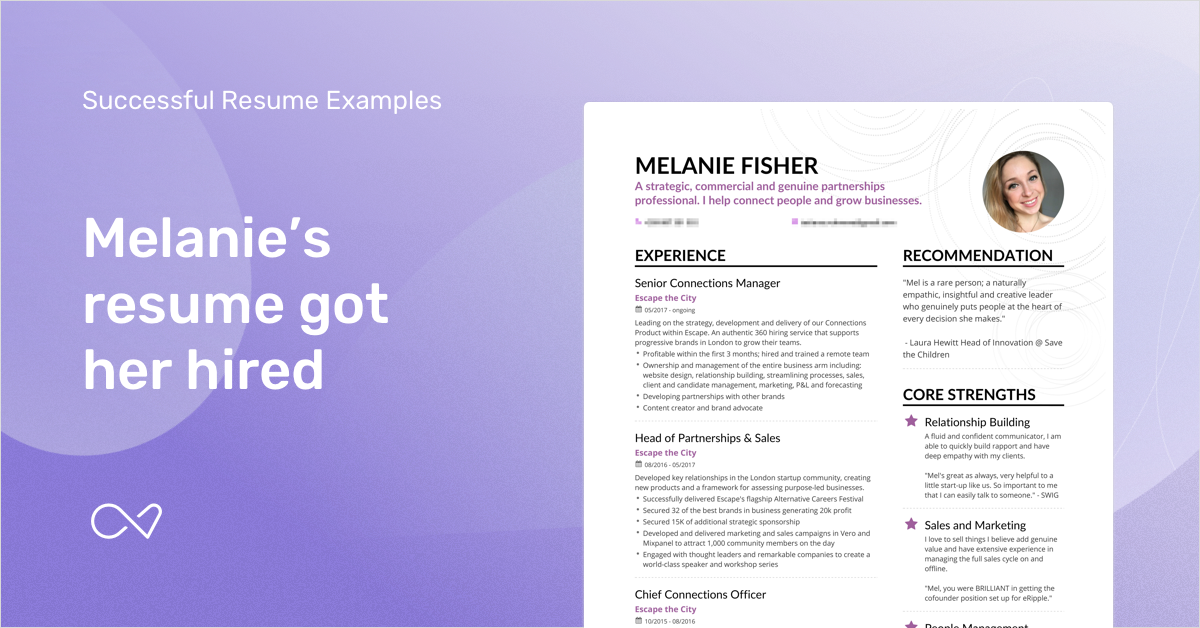 Successful Resume Examples
Melanie’s
resume got
her hired
MELANIE FISHER
A strategic, commercial and genuine partnerships
professional. I help connect people and grow businesses.
EXPERIENCE
Senior Connections Manager
Escape the City
05/2017 - ongoing
Leading on the strategy, development and delivery of our Connections
Product within Escape. An authentic 360 hiring service that supports
progressive brands in London to grow their teams.
• Profitable within the first 3 months; hired and trained a remote team
• Ownership and management of the entire business arm including:
website design, relationship building, streamlining processes, sales,
client and candidate management, marketing, P&L and forecasting
• Developing partnerships with other brands
• Content creator and brand advocate
Head of Partnerships & Sales
Escape the City
08/2016 - 05/2017
Developed key relationships in the London startup community, creating
new products and a framework for assessing purpose-led businesses.
• Successfully delivered Escape's flagship Alternative Careers Festival
• Secured 32 of the best brands in business generating 20k profit
• Secured 15K of additional strategic sponsorship
• Developed and delivered marketing and sales campaigns in Vero and
Mixpanel to attract 1,000 community members on the day
• Engaged with thought leaders and remarkable companies to create a
world-class speaker and workshop series
Chief Connections Officer
Escape the City
10/2015 - 08/2016
RECOMMENDATION
"Mel is a rare person; a naturally
empathic, insightful and creative leader
who genuinely puts people at the heart of
every decision she makes."
- Laura Hewitt Head of Innovation @ Save
the Children
CORE STRENGTHS
Relationship Building
A fluid and confident communicator, I am
able to quickly build rapport and have
deep empathy with my clients.
"Mel's great as always, very helpful to a
little start-up like us. So important to me
that I can easily talk to someone." - SWIG
Sales and Marketing
I love to sell things I believe add genuine
value and have extensive experience in
managing the full sales cycle on and
offline.
"Mel, you were BRILLIANT in getting the
cofounder position set up for eRipple."
People Management